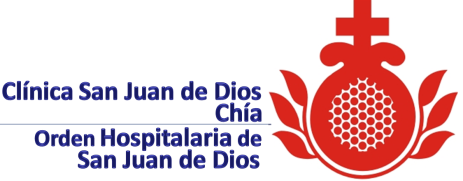 Clínica San Juan de Dios
Chía
Orden Hospitalaria de
San Juan de Dios